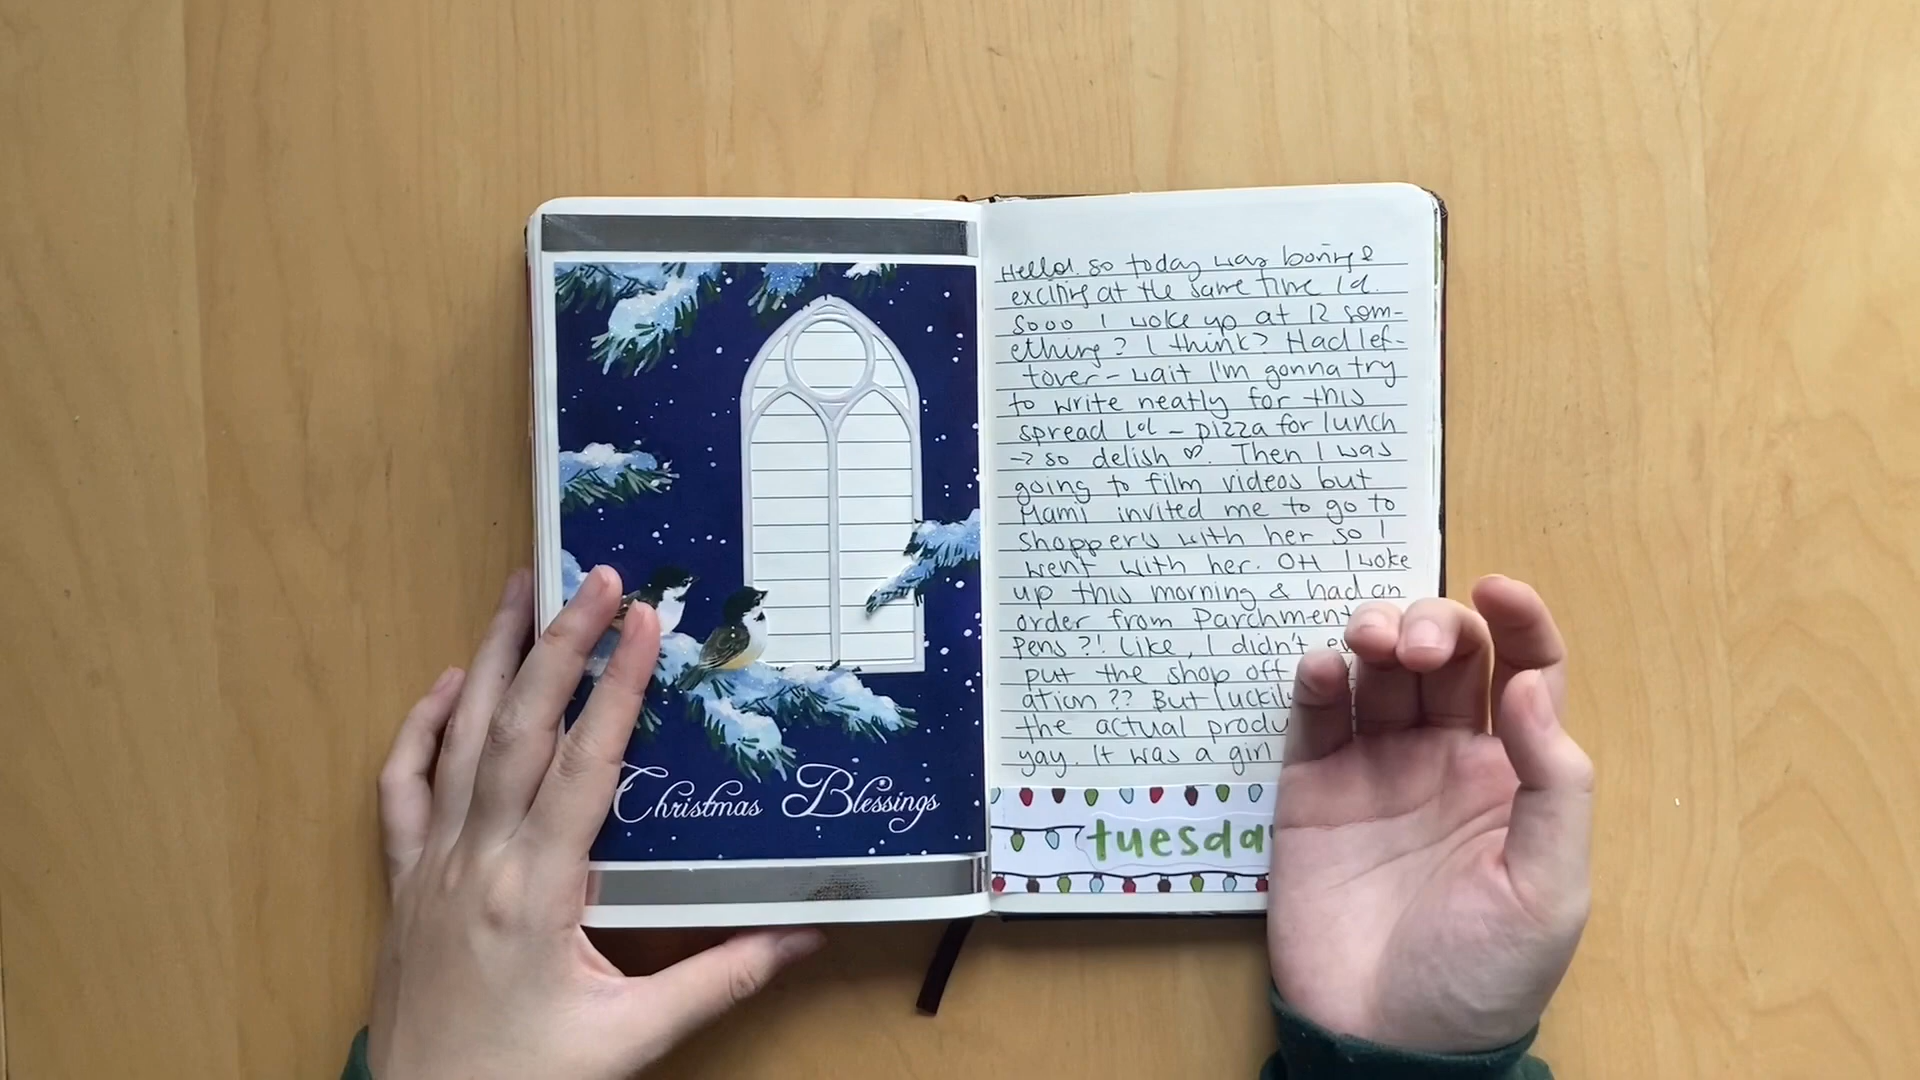 Christmas Blessings
Hello! So today was boring &
exciting at the same time lol.
Sooo I woke up at 12 som-
ething? I think? Had lef-
tover - wait I'm gonna try
to write neatly for this
spread lol - pizza for lunch
→ so delish ♡. Then I was
going to film videos but
Mami invited me to go to
shoppers with her so I
went with her. OH I woke
up this morning & had an
order from Parchment
Pens?! Like, I didn't
put the shop off
ation?? But
the actual
yay. It was a girl
tuesda